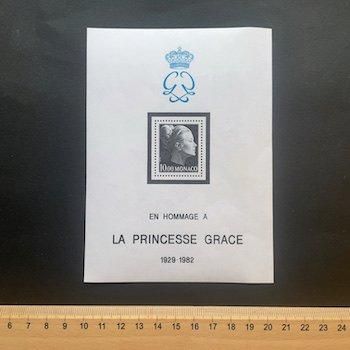 10,00 MONACO
EN HOMMAGE A
LA PRINCESSE GRACE
1929-1982
6 7 8 9 10 11 12 13 14 15 16 17 18 19 20 21 22 23 24